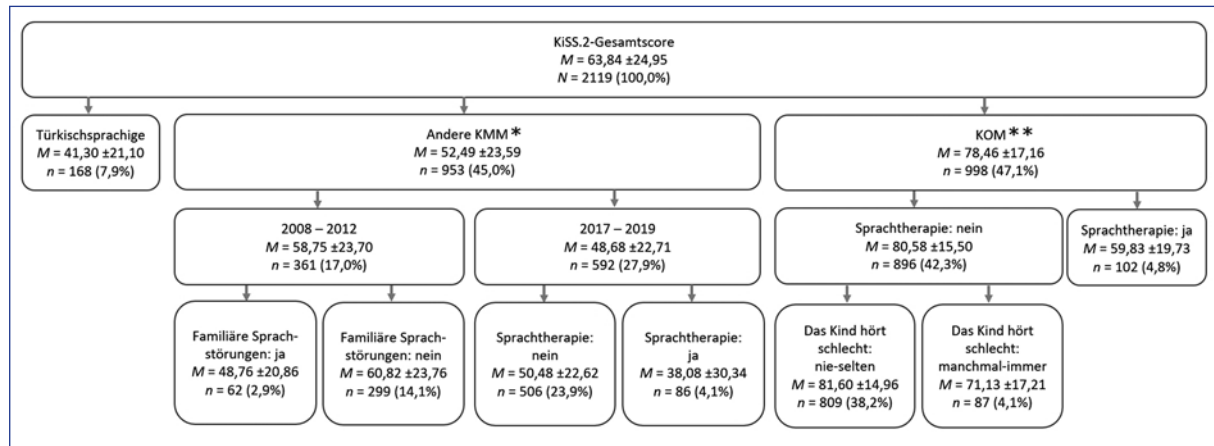 KiSS.2-Gesamtscore
M = 63,84 ±24,95
N = 2119 (100,0%)
Türkischsprachige
M = 41,30 ±21,10
n = 168 (7,9%)
Andere KMM *
M = 52,49 ±23,59
n = 953 (45,0%)
KOM **
M = 78,46 ±17,16
n = 998 (47,1%)
2008 – 2012
M = 58,75 ±23,70
n = 361 (17,0%)
2017 – 2019
M = 48,68 ±22,71
n = 592 (27,9%)
Sprachtherapie: nein
M = 80,58 ±15,50
n = 896 (42,3%)
Sprachtherapie: ja
M = 59,83 ±19,73
n = 102 (4,8%)
Familiäre Sprach-
störungen: ja
M = 48,76 ±20,86
n = 62 (2,9%)
Familiäre Sprach-
störungen: nein
M = 60,82 ±23,76
n = 299 (14,1%)
Sprachtherapie:
nein
M = 50,48 ±22,62
n = 506 (23,9%)
Sprachtherapie:
ja
M = 38,08 ±30,34
n = 86 (4,1%)
Das Kind hört
schlecht:
nie-selten
M = 81,60 ±14,96
n = 809 (38,2%)
Das Kind hört
schlecht:
manchmal-immer
M = 71,13 ±17,21
n = 87 (4,1%)